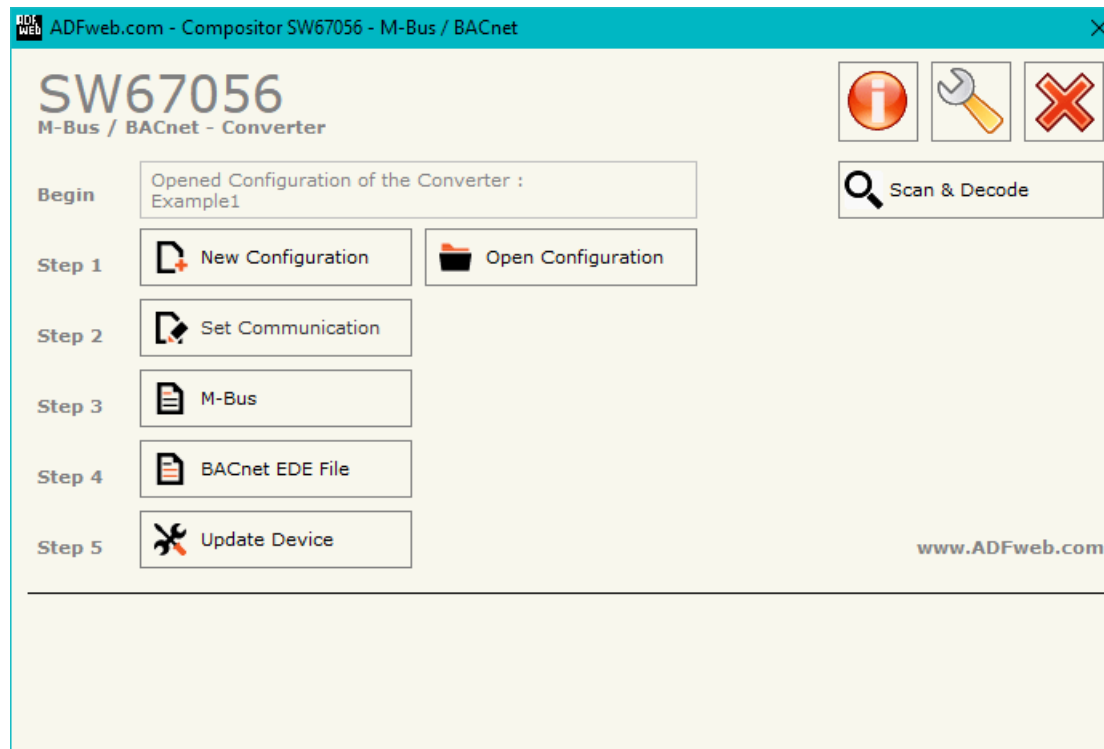 ADF
WEB
ADFweb.com - Compositor SW67056 - M-Bus / BACnet
SW67056
M-Bus / BACnet - Converter
Begin
Opened Configuration of the Converter :
Example1
Scan & Decode
Step 1
New Configuration
Open Configuration
Step 2
Set Communication
Step 3
M-Bus
Step 4
BACnet EDE File
Step 5
Update Device
www.ADFweb.com